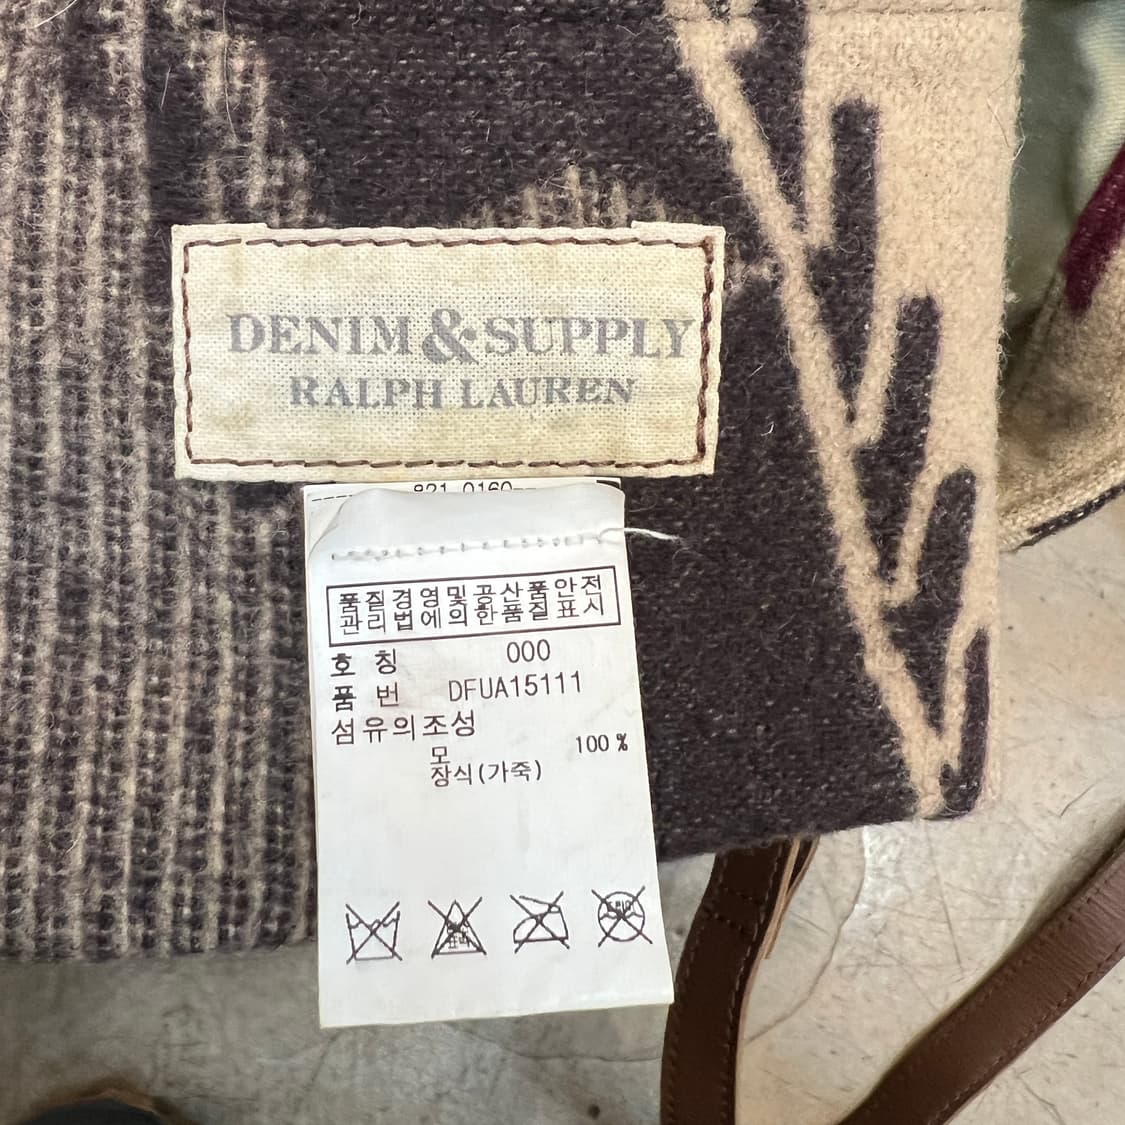 DENIM & SUPPLY
RALPH LAUREN
품질경영및공산품안전
관리법에의한품질표시
호 칭 000
품 번 DFUA15111
섬유의조성
모 100 %
장식(가죽)